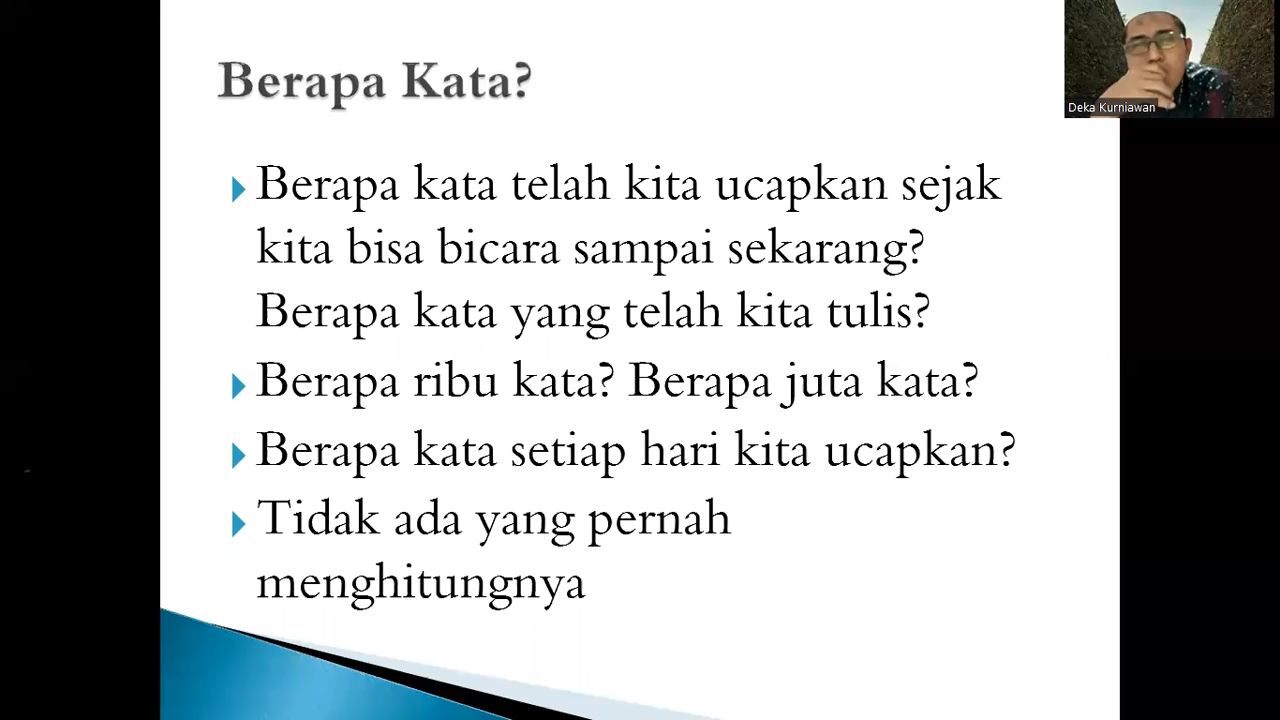 Berapa Kata?
Deka Kurniawan
Berapa kata telah kita ucapkan sejak
kita bisa bicara sampai sekarang?
Berapa kata yang telah kita tulis?
Berapa ribu kata? Berapa juta kata?
Berapa kata setiap hari kita ucapkan?
Tidak ada yang pernah
menghitungnya